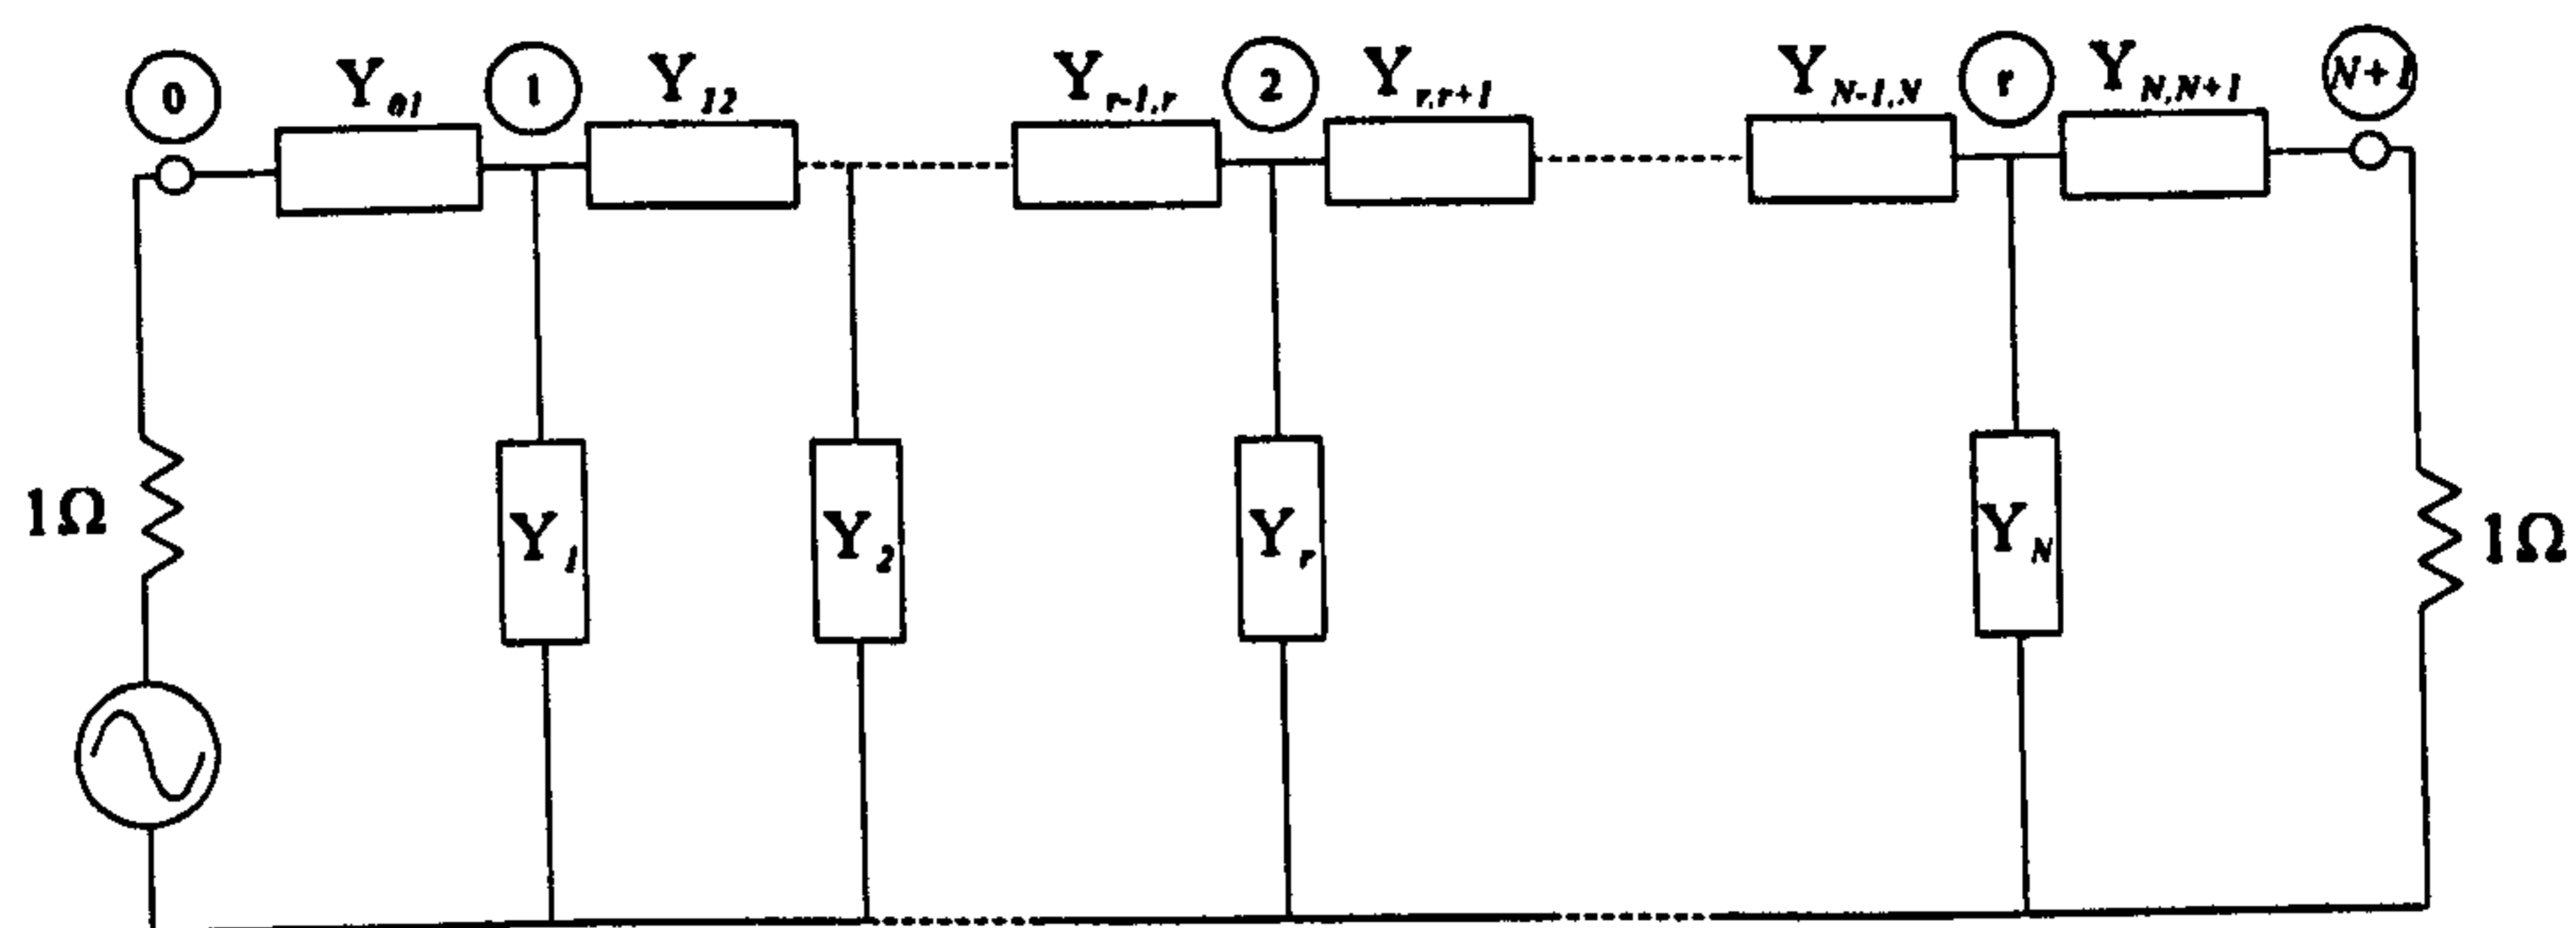 0 Y01 1 Y12 Yr-1,r 2 Yr,r+1 YN-1,N r YN,N+1 N+1
1Ω Y1 Y2 Yr YN 1Ω